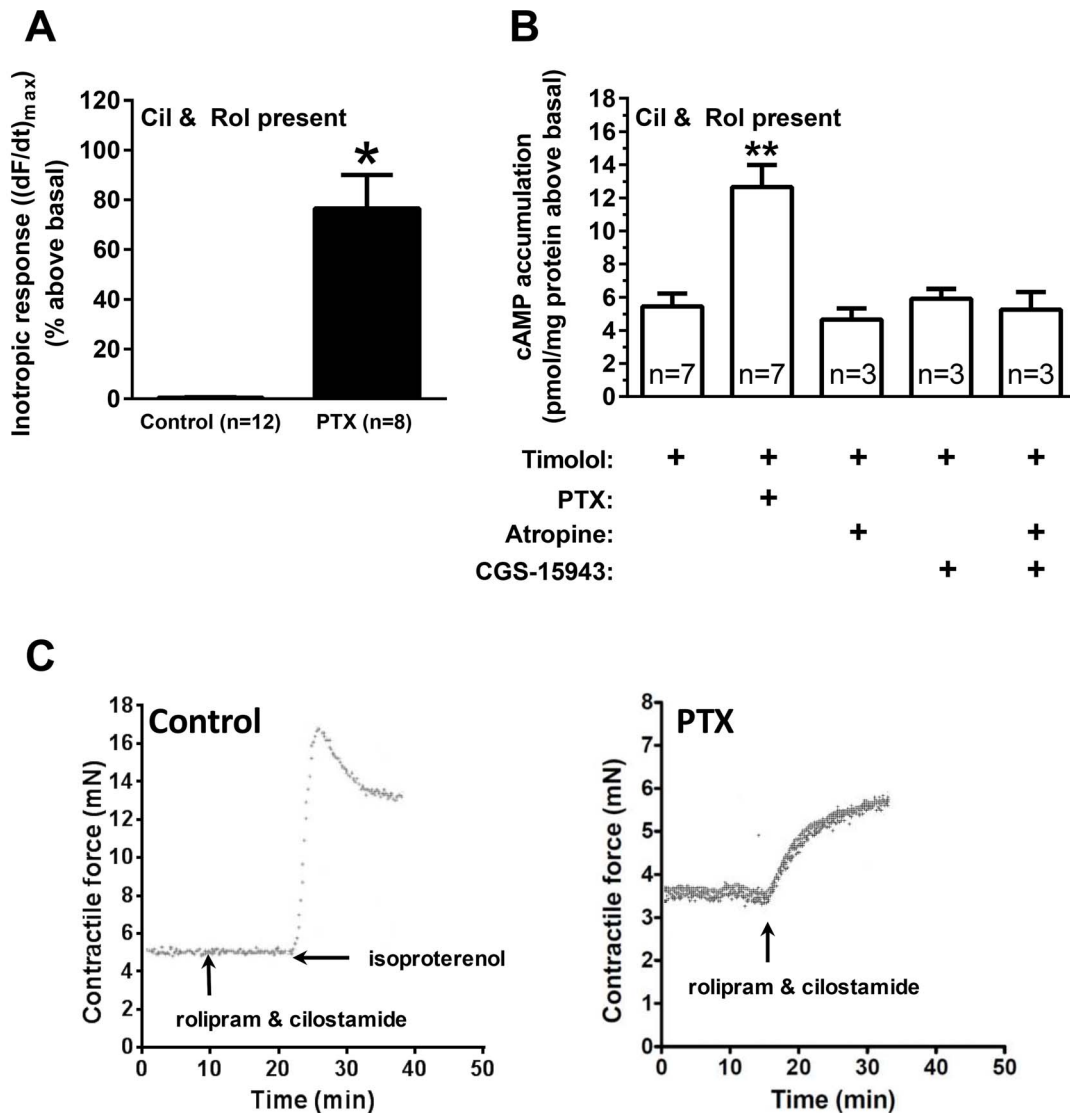 A
Inotropic response ((dF/dt)max)
(% above basal)
120
100
80
60
40
20
0
Cil & Rol present
*
Control (n=12)
PTX (n=8)
B
cAMP accumulation
(pmol/mg protein above basal)
18
16
14
12
10
8
6
4
2
0
Cil & Rol present
**
n=7
n=7
n=3
n=3
n=3
Timolol: + + + + +
PTX: +
Atropine: + +
CGS-15943: + +
C
Control
Contractile force (mN)
18
16
14
12
10
8
6
4
2
0
isoproterenol
rolipram & cilostamide
0 10 20 30 40 50
Time (min)
PTX
Contractile force (mN)
8
7
6
5
4
3
2
1
0
rolipram & cilostamide
0 10 20 30 40 50
Time (min)